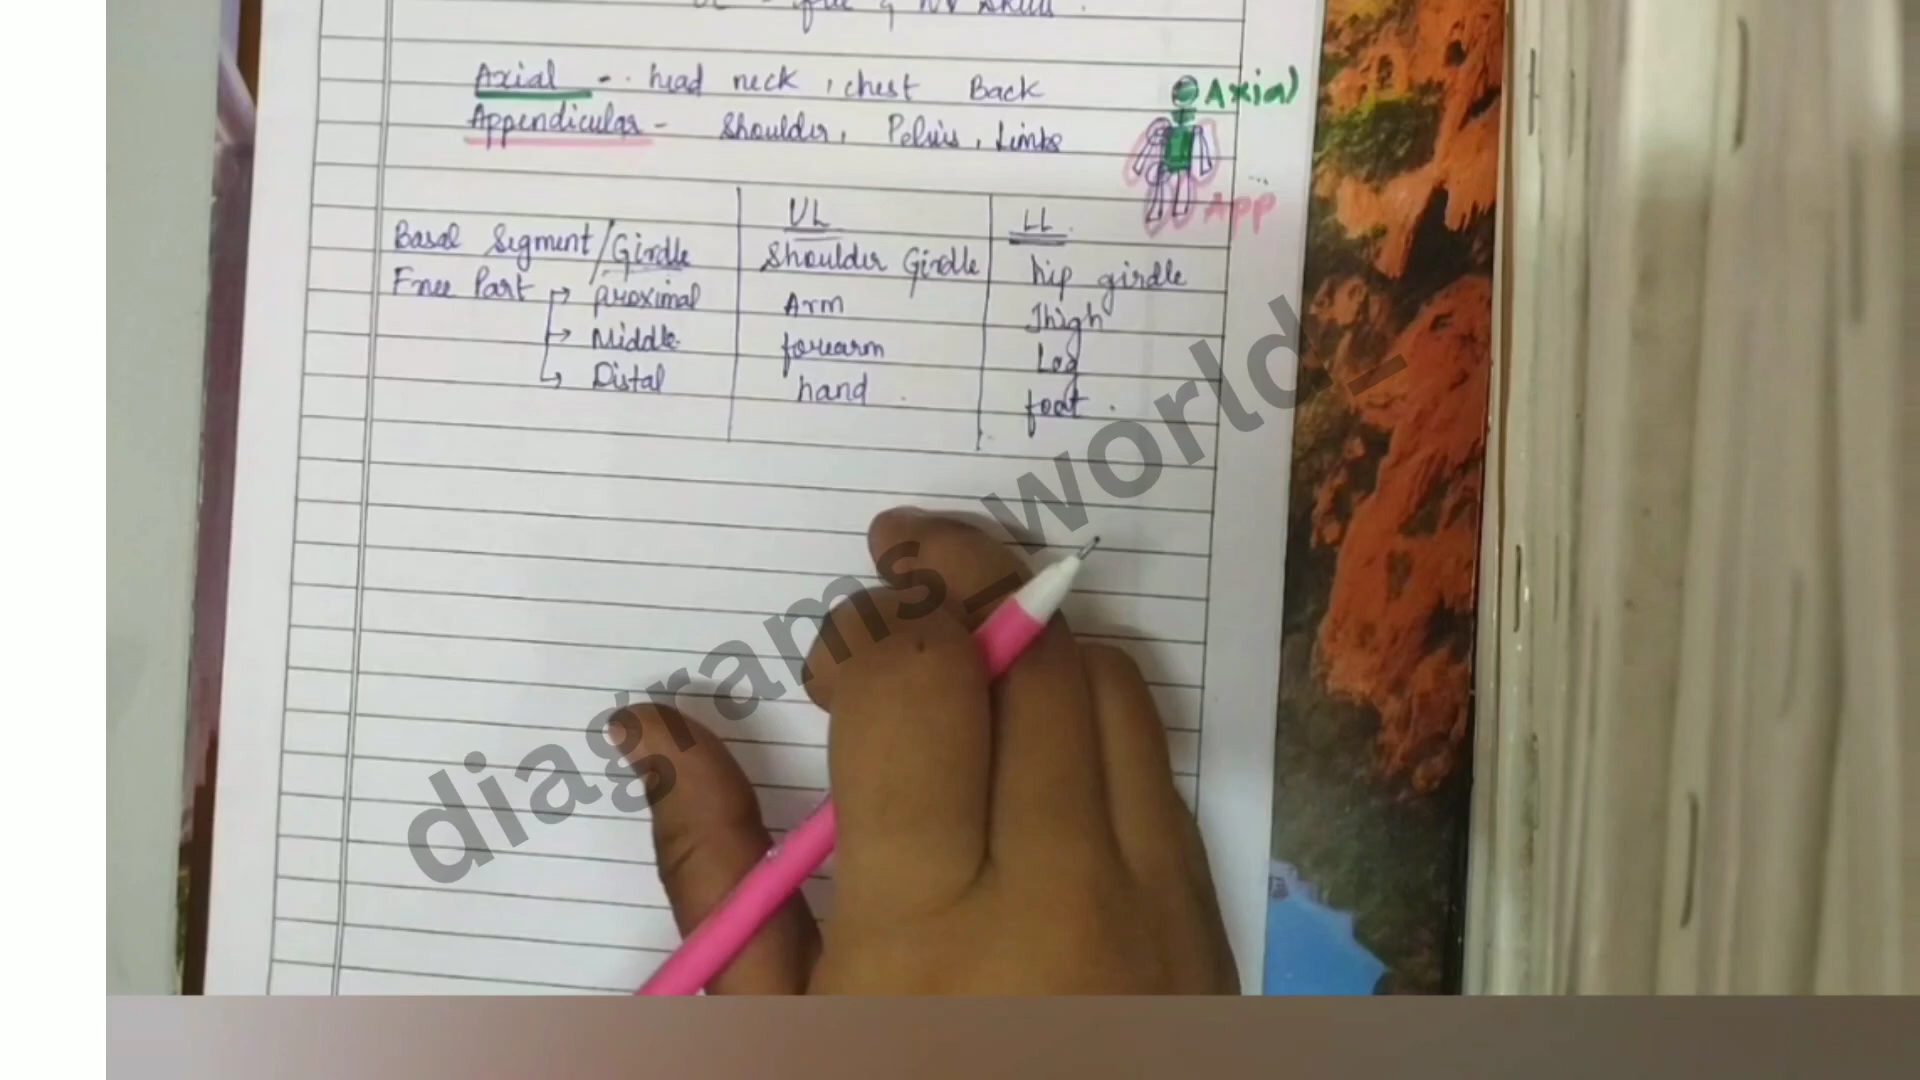 Axial - head neck, chest Back
Axial
Appendicular - Shoulder, Pelvis, Limbs
App
UL LL
Basal Segment/Girdle Shoulder Girdle hip girdle
Free Part → proximal Arm Thigh
→ Middle forearm Leg
→ Distal hand foot
diagrams_world_